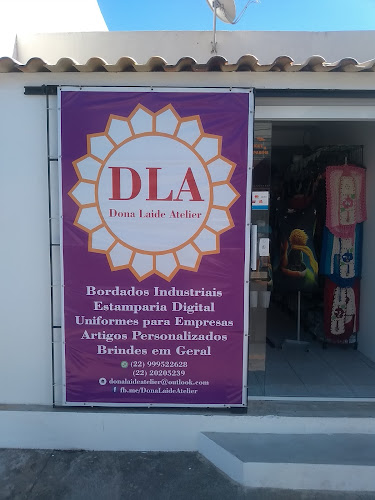 DLA
Dona Laide Atelier
Bordados Industriais
Estamparia Digital
Uniformes para Empresas
Artigos Personalizados
Brindes em Geral
(22) 999522628
(22) 20205239
donalaideatelier@outlook.com
fb.me/DonaLaideAtelier